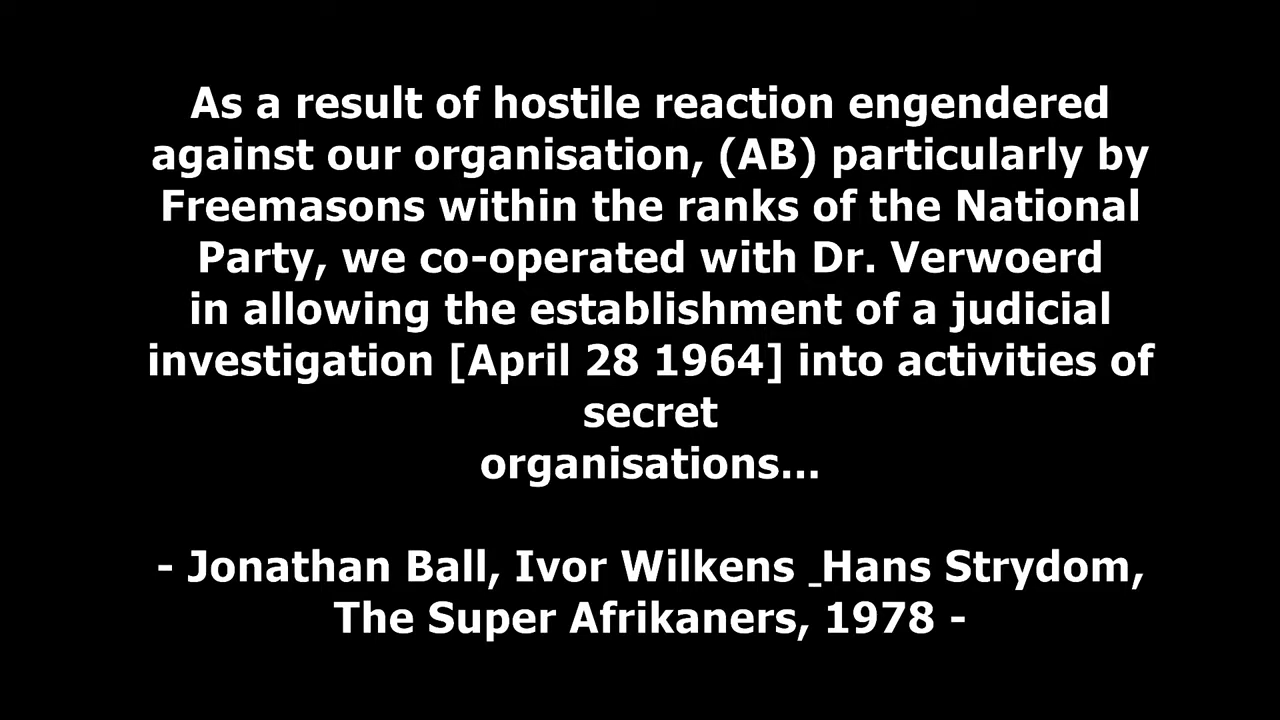 As a result of hostile reaction engendered
against our organisation, (AB) particularly by
Freemasons within the ranks of the National
Party, we co-operated with Dr. Verwoerd
in allowing the establishment of a judicial
investigation [April 28 1964] into activities of
secret
organisations...
- Jonathan Ball, Ivor Wilkens _Hans Strydom,
The Super Afrikaners, 1978 -